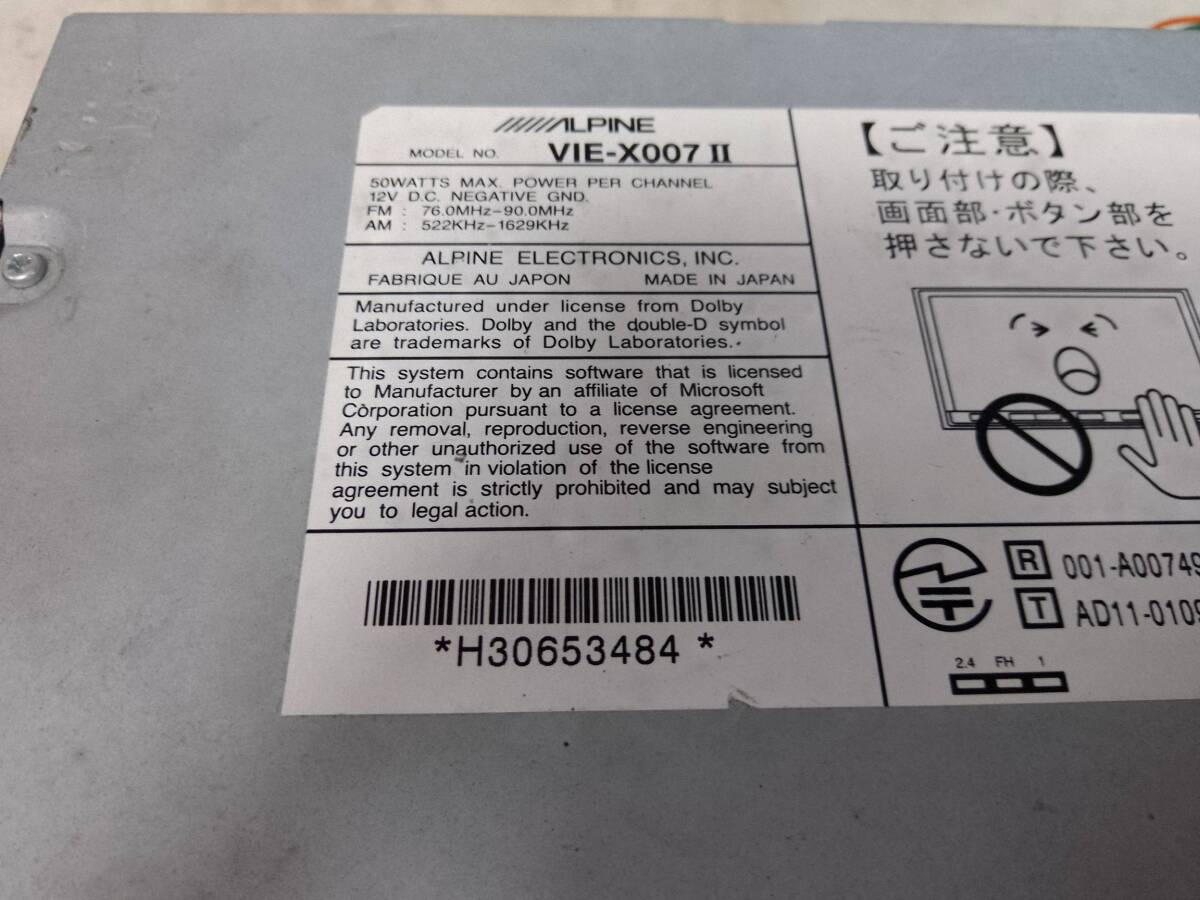 ALPINE
MODEL NO. VIE-X007 II
50WATTS MAX. POWER PER CHANNEL
12V D.C. NEGATIVE GND.
FM : 76.0MHz-90.0MHz
AM : 522KHz-1629KHz
ALPINE ELECTRONICS, INC.
FABRIQUE AU JAPON MADE IN JAPAN
Manufactured under license from Dolby
Laboratories. Dolby and the double-D symbol
are trademarks of Dolby Laboratories.
This system contains software that is licensed
to Manufacturer by an affiliate of Microsoft
Corporation pursuant to a license agreement.
Any removal, reproduction, reverse engineering
or other unauthorized use of the software from
this system in violation of the license
agreement is strictly prohibited and may subject
you to legal action.
*H30653484 *
【ご注意】
取り付けの際、
画面部・ボタン部を
押さないで下さい。
R 001-A00749
T AD11-0109
2.4 FH 1